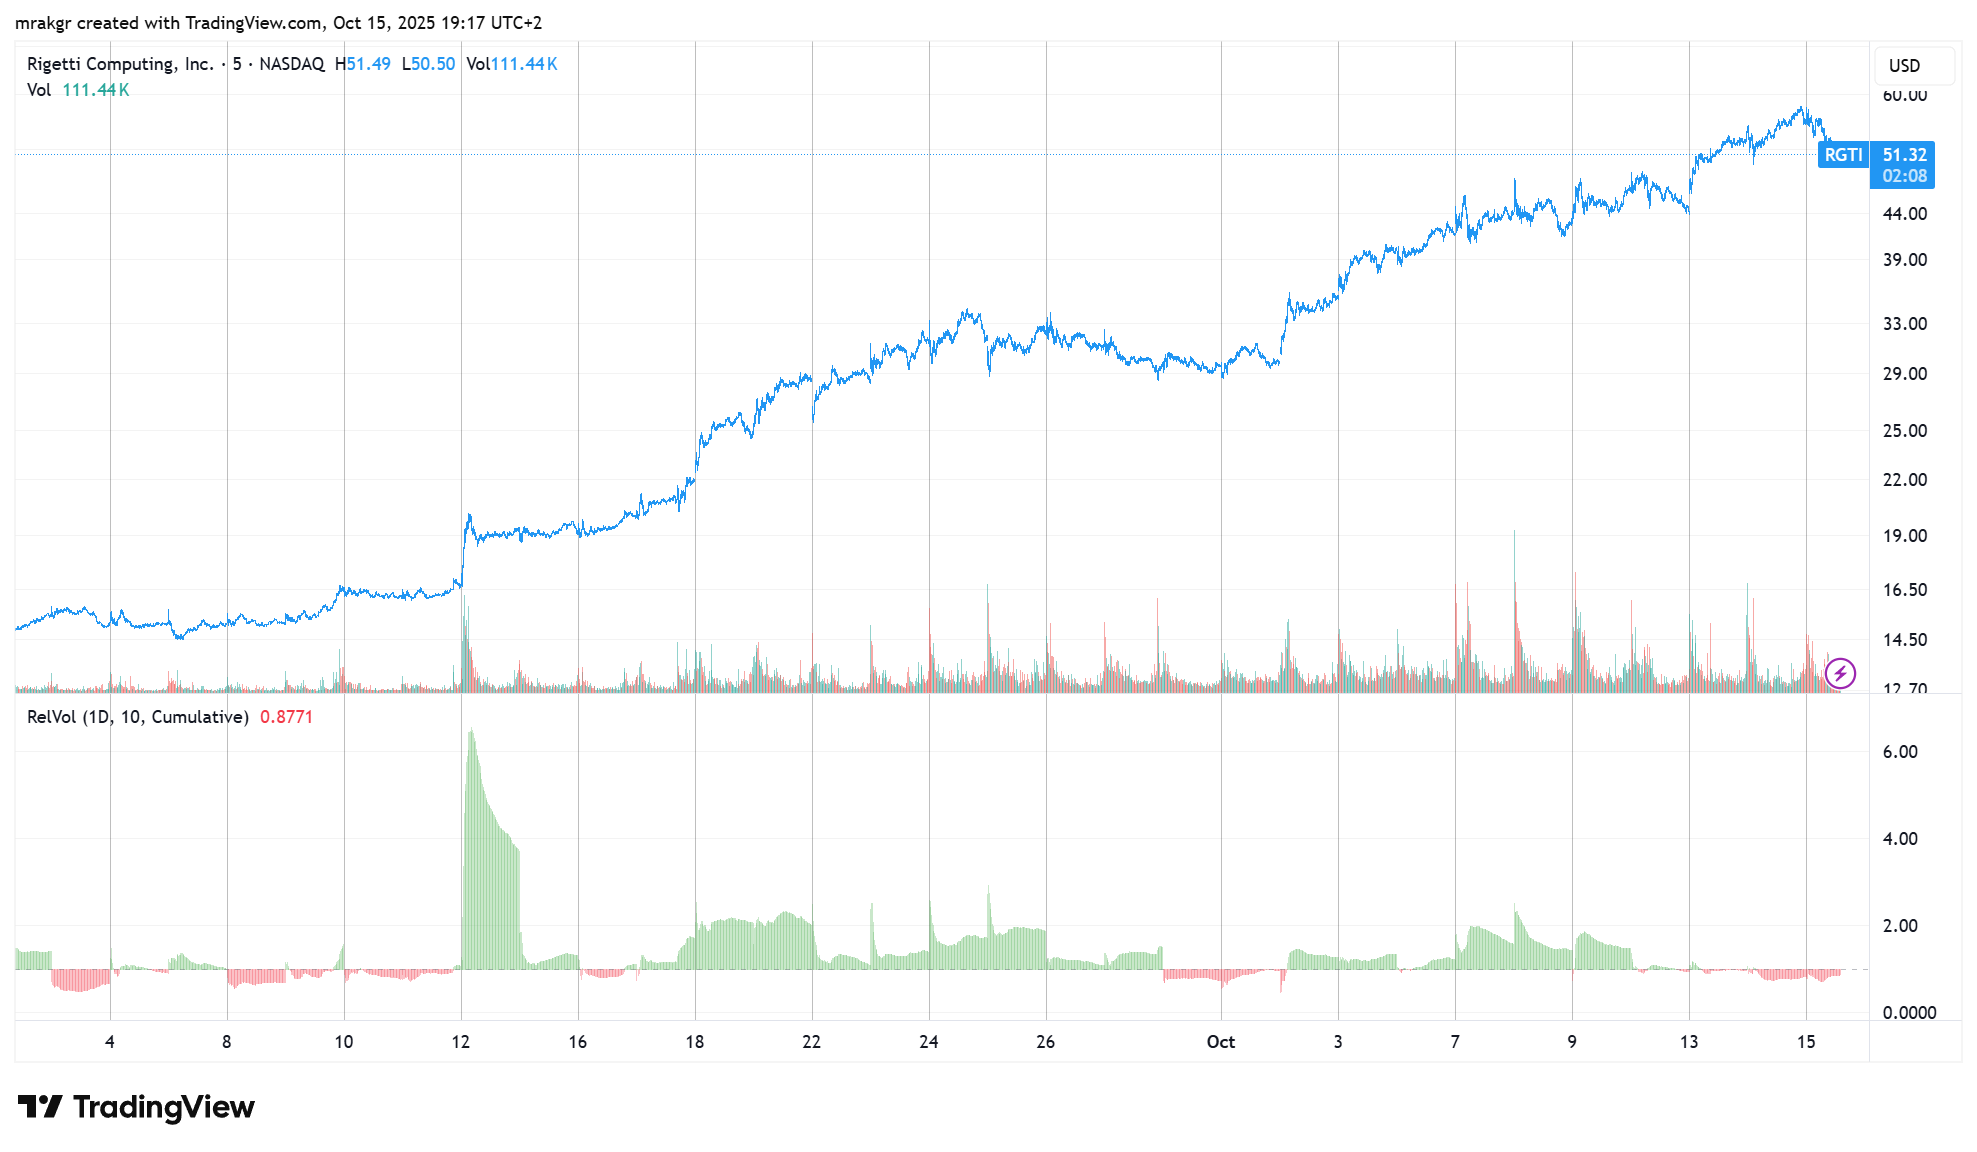 mrakgr created with TradingView.com, Oct 15, 2025 19:17 UTC+2
Rigetti Computing, Inc. · 5 · NASDAQ H51.49 L50.50 Vol111.44K
Vol 111.44K
USD
60.00
RGTI 51.32
02:08
44.00
39.00
33.00
29.00
25.00
22.00
19.00
16.50
14.50
12.70
RelVol (1D, 10, Cumulative) 0.8771
6.00
4.00
2.00
0.0000
4 8 10 12 16 18 22 24 26 Oct 3 7 9 13 15
TradingView